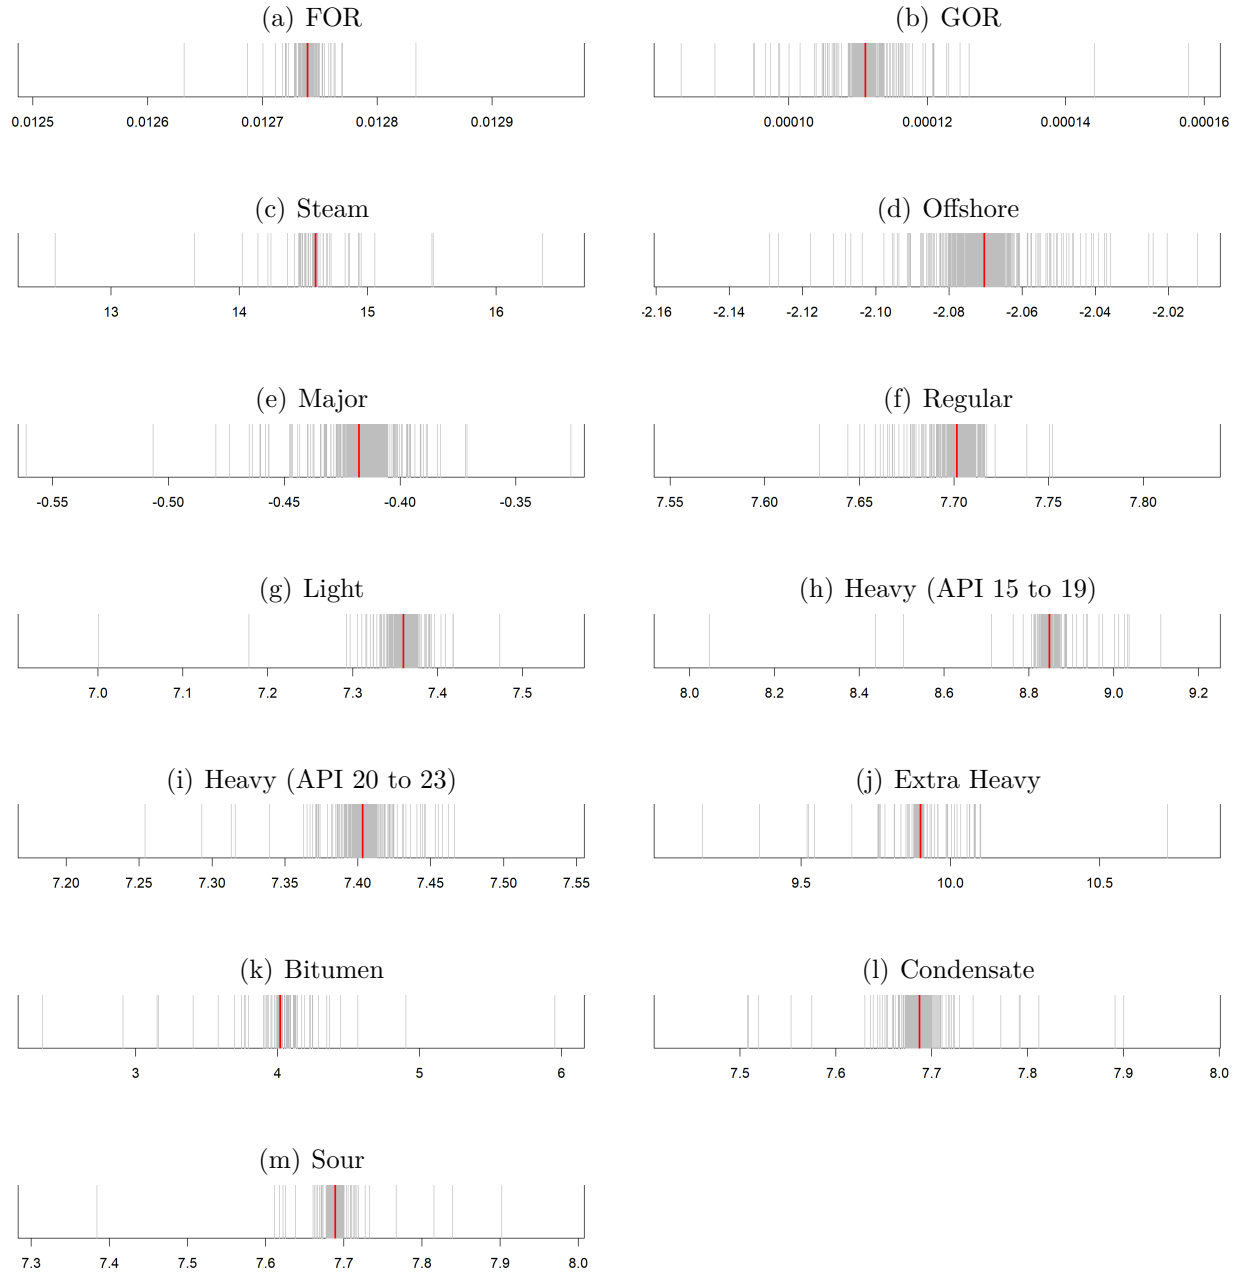 (a) FOR
0.0125 0.0126 0.0127 0.0128 0.0129
(b) GOR
0.00010 0.00012 0.00014 0.00016
(c) Steam
13 14 15 16
(d) Offshore
-2.16 -2.14 -2.12 -2.10 -2.08 -2.06 -2.04 -2.02
(e) Major
-0.55 -0.50 -0.45 -0.40 -0.35
(f) Regular
7.55 7.60 7.65 7.70 7.75 7.80
(g) Light
7.0 7.1 7.2 7.3 7.4 7.5
(h) Heavy (API 15 to 19)
8.0 8.2 8.4 8.6 8.8 9.0 9.2
(i) Heavy (API 20 to 23)
7.20 7.25 7.30 7.35 7.40 7.45 7.50 7.55
(j) Extra Heavy
9.5 10.0 10.5
(k) Bitumen
3 4 5 6
(l) Condensate
7.5 7.6 7.7 7.8 7.9 8.0
(m) Sour
7.3 7.4 7.5 7.6 7.7 7.8 7.9 8.0